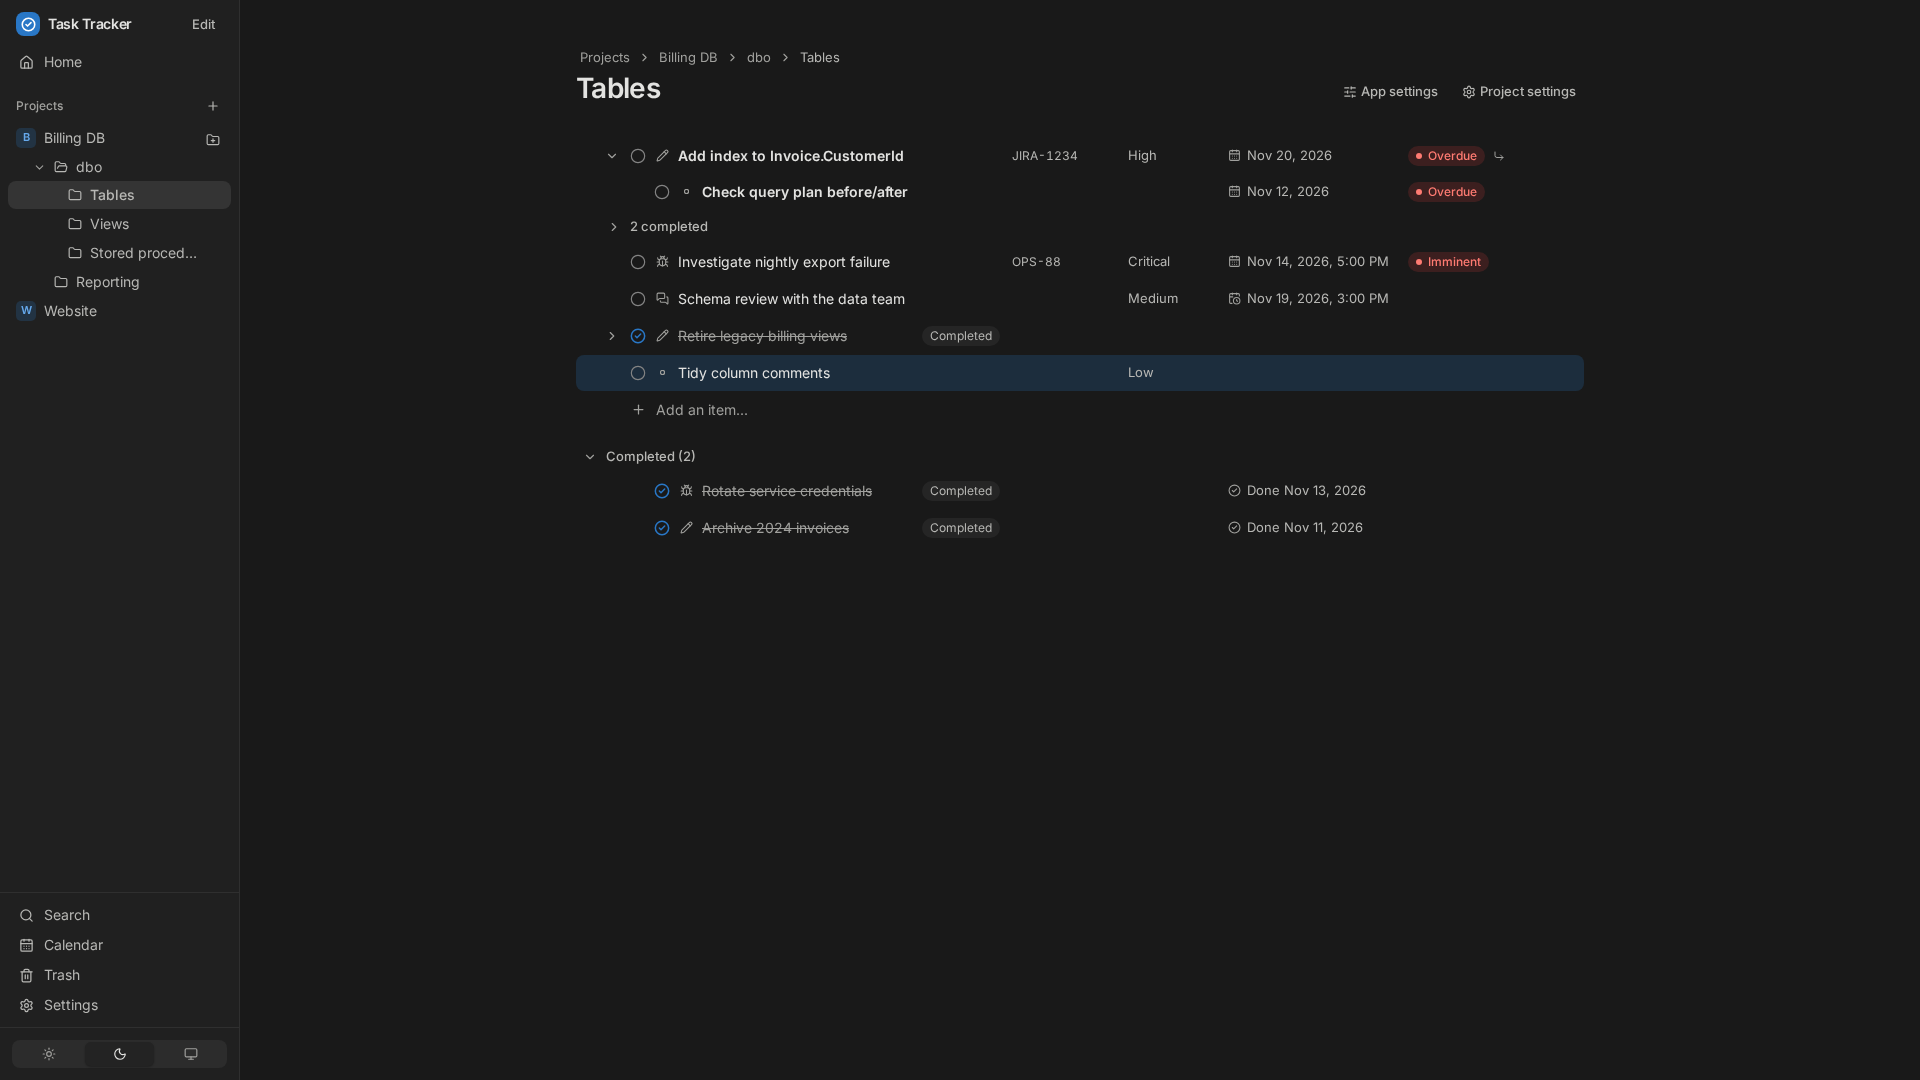 Task Tracker Edit
Home
Projects
B Billing DB
dbo
Tables
Views
Stored proced...
Reporting
W Website
Search
Calendar
Trash
Settings
Projects Billing DB dbo Tables
Tables
App settings Project settings
Add index to Invoice.CustomerId JIRA-1234 High Nov 20, 2026 Overdue
Check query plan before/after Nov 12, 2026 Overdue
2 completed
Investigate nightly export failure OPS-88 Critical Nov 14, 2026, 5:00 PM Imminent
Schema review with the data team Medium Nov 19, 2026, 3:00 PM
Retire legacy billing views Completed
Tidy column comments Low
Add an item...
Completed (2)
Rotate service credentials Completed Done Nov 13, 2026
Archive 2024 invoices Completed Done Nov 11, 2026